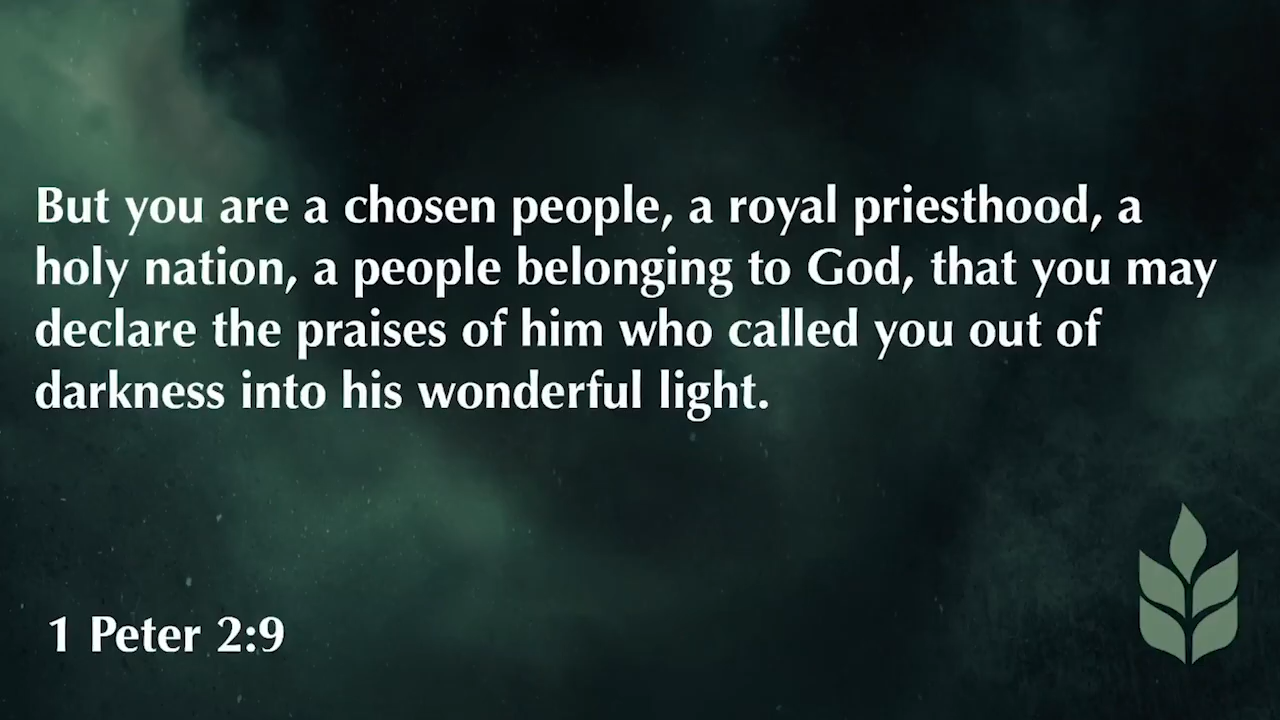 But you are a chosen people, a royal priesthood, a
holy nation, a people belonging to God, that you may
declare the praises of him who called you out of
darkness into his wonderful light.
1 Peter 2:9